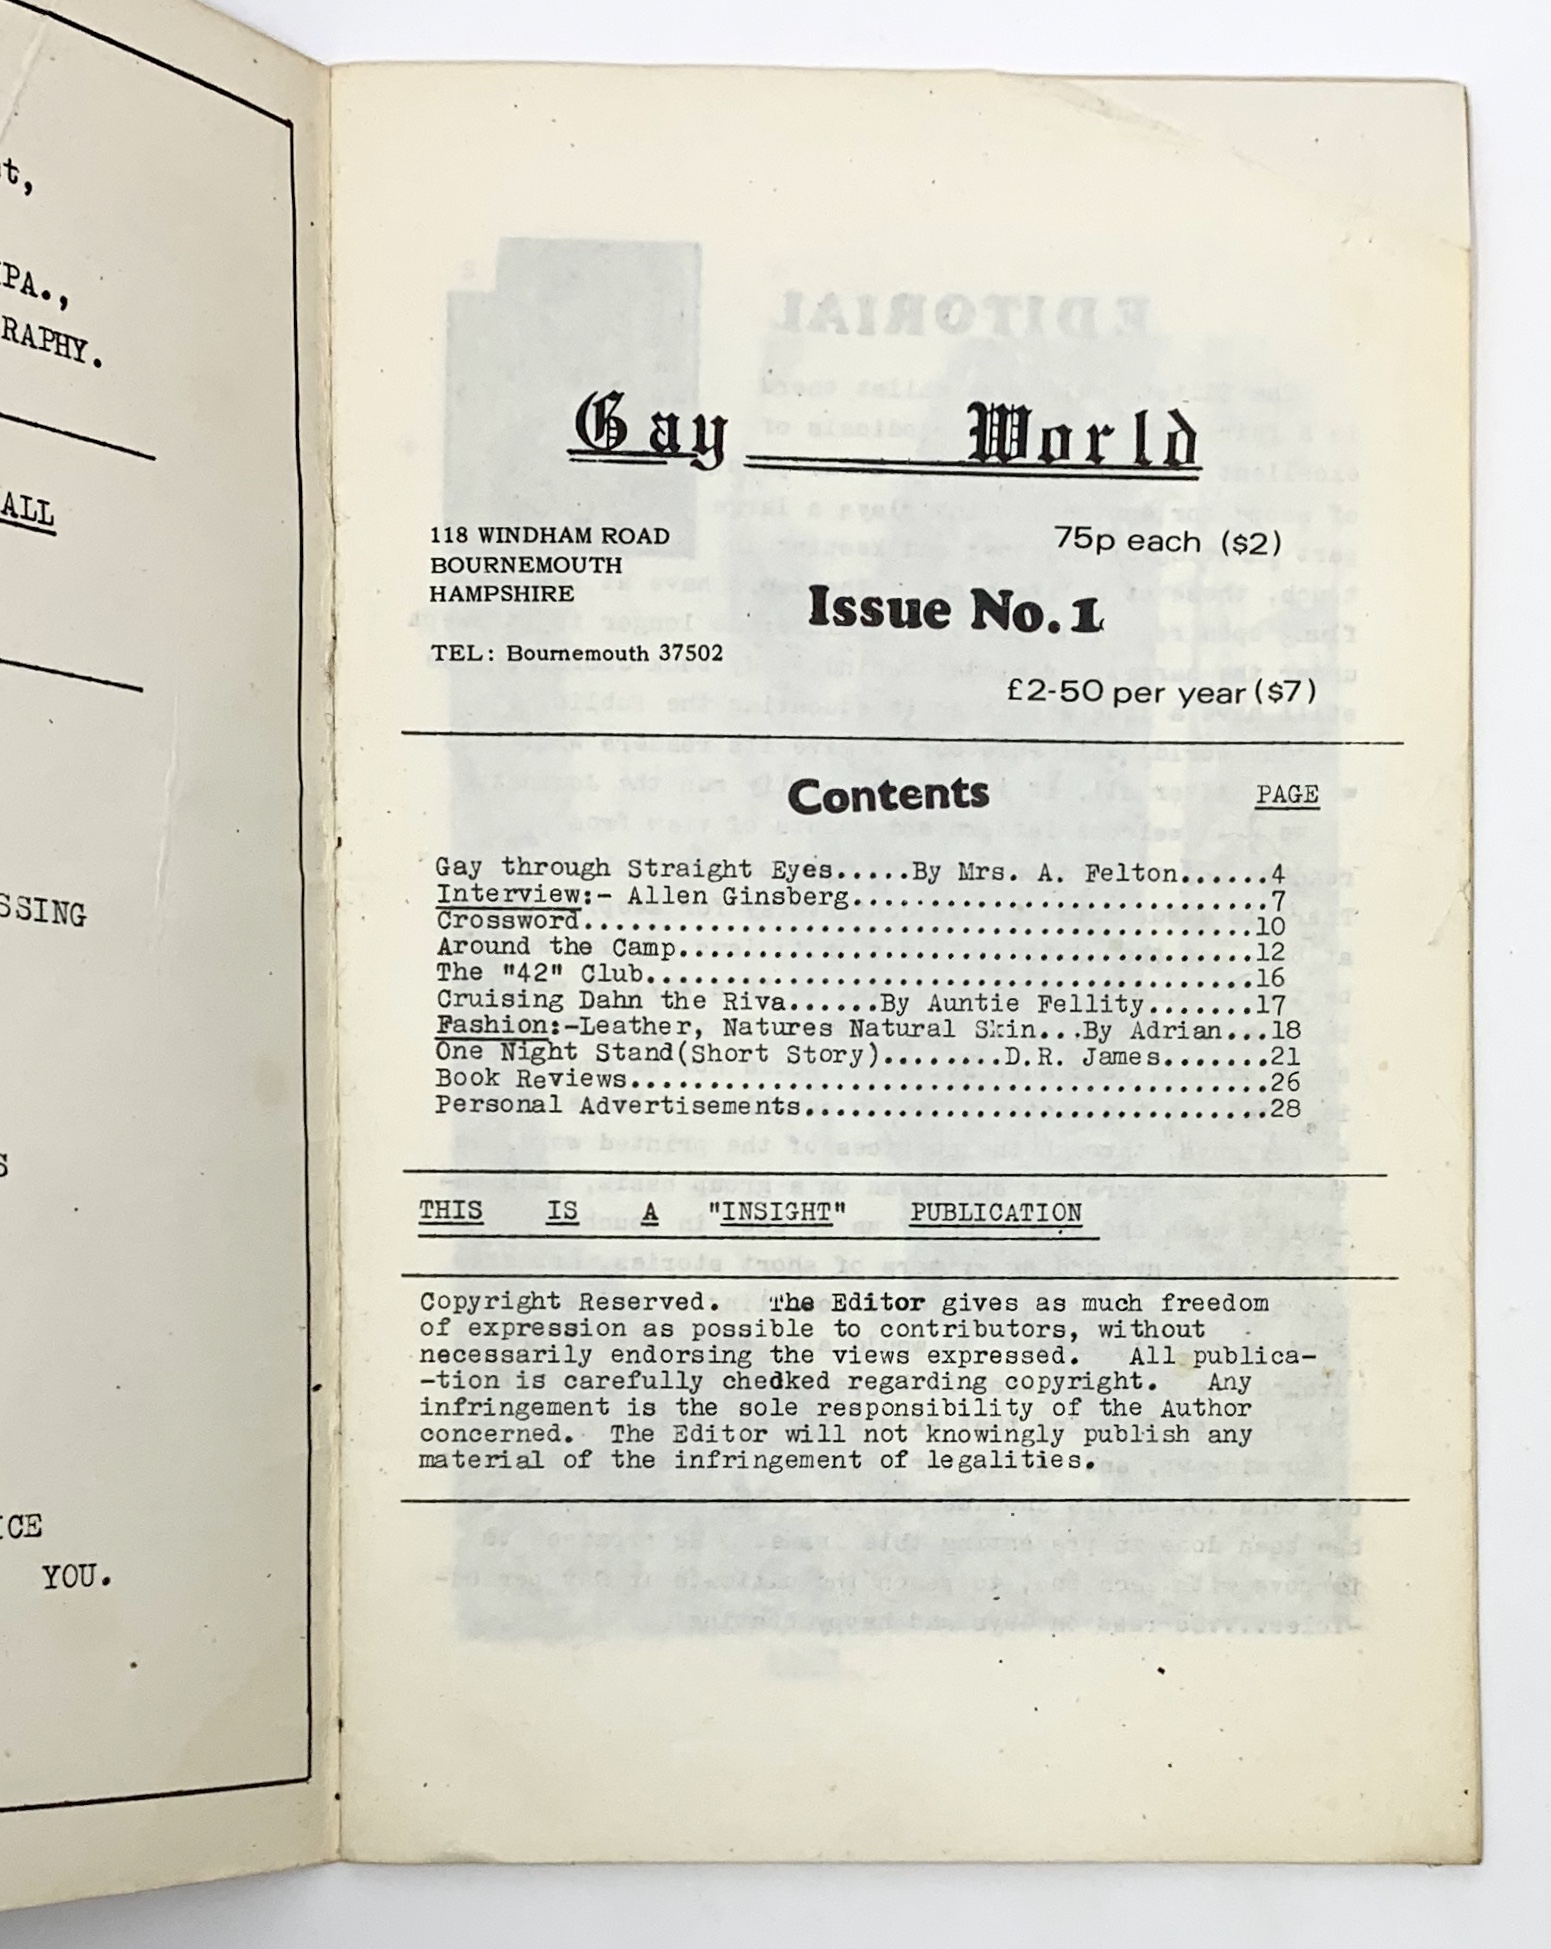 t,
RAPHY.
ALL
SSING
S
ICE
YOU.
Gay World
118 WINDHAM ROAD
BOURNEMOUTH
HAMPSHIRE
TEL: Bournemouth 37502
75p each ($2)
Issue No. 1
£2-50 per year ($7)
Contents
PAGE
Gay through Straight Eyes.....By Mrs. A. Felton......4
Interview:- Allen Ginsberg..........................7
Crossword..........................................10
Around the Camp....................................12
The "42" Club......................................16
Cruising Dahn the Riva......By Auntie Fellity.......17
Fashion:-Leather, Natures Natural Skin...By Adrian...18
One Night Stand(Short Story)........D.R. James.......21
Book Reviews........................................26
Personal Advertisements.............................28
THIS IS A "INSIGHT" PUBLICATION
Copyright Reserved. The Editor gives as much freedom
of expression as possible to contributors, without
necessarily endorsing the views expressed. All publica-
-tion is carefully chedked regarding copyright. Any
infringement is the sole responsibility of the Author
concerned. The Editor will not knowingly publish any
material of the infringement of legalities.